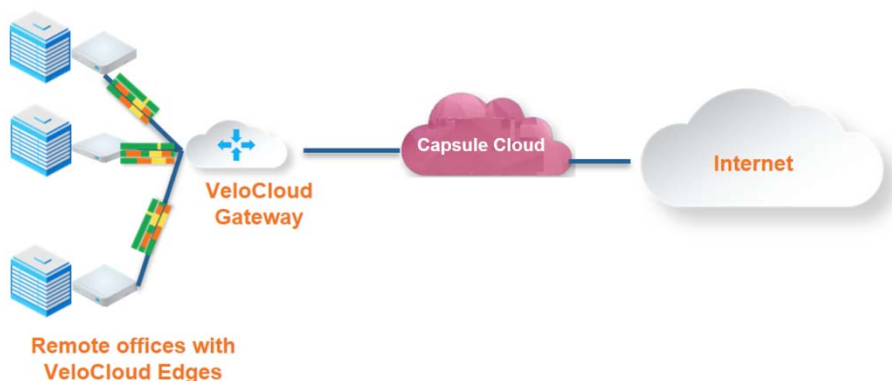 Capsule Cloud
Internet
VeloCloud
Gateway
Remote offices with
VeloCloud Edges